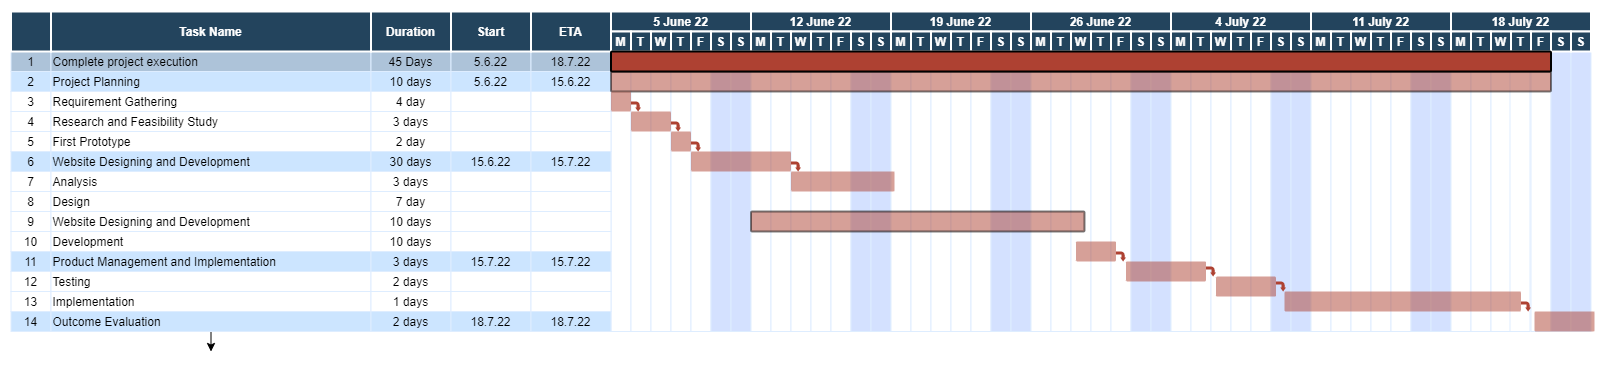 5 June 22 12 June 22 19 June 22 26 June 22 4 July 22 11 July 22 18 July 22
Task Name Duration Start ETA
M T W T F S S M T W T F S S M T W T F S S M T W T F S S M T W T F S S M T W T F S S M T W T F S S
1 Complete project execution 45 Days 5.6.22 18.7.22
2 Project Planning 10 days 5.6.22 15.6.22
3 Requirement Gathering 4 day
4 Research and Feasibility Study 3 days
5 First Prototype 2 day
6 Website Designing and Development 30 days 15.6.22 15.7.22
7 Analysis 3 days
8 Design 7 day
9 Website Designing and Development 10 days
10 Development 10 days
11 Product Management and Implementation 3 days 15.7.22 15.7.22
12 Testing 2 days
13 Implementation 1 days
14 Outcome Evaluation 2 days 18.7.22 18.7.22